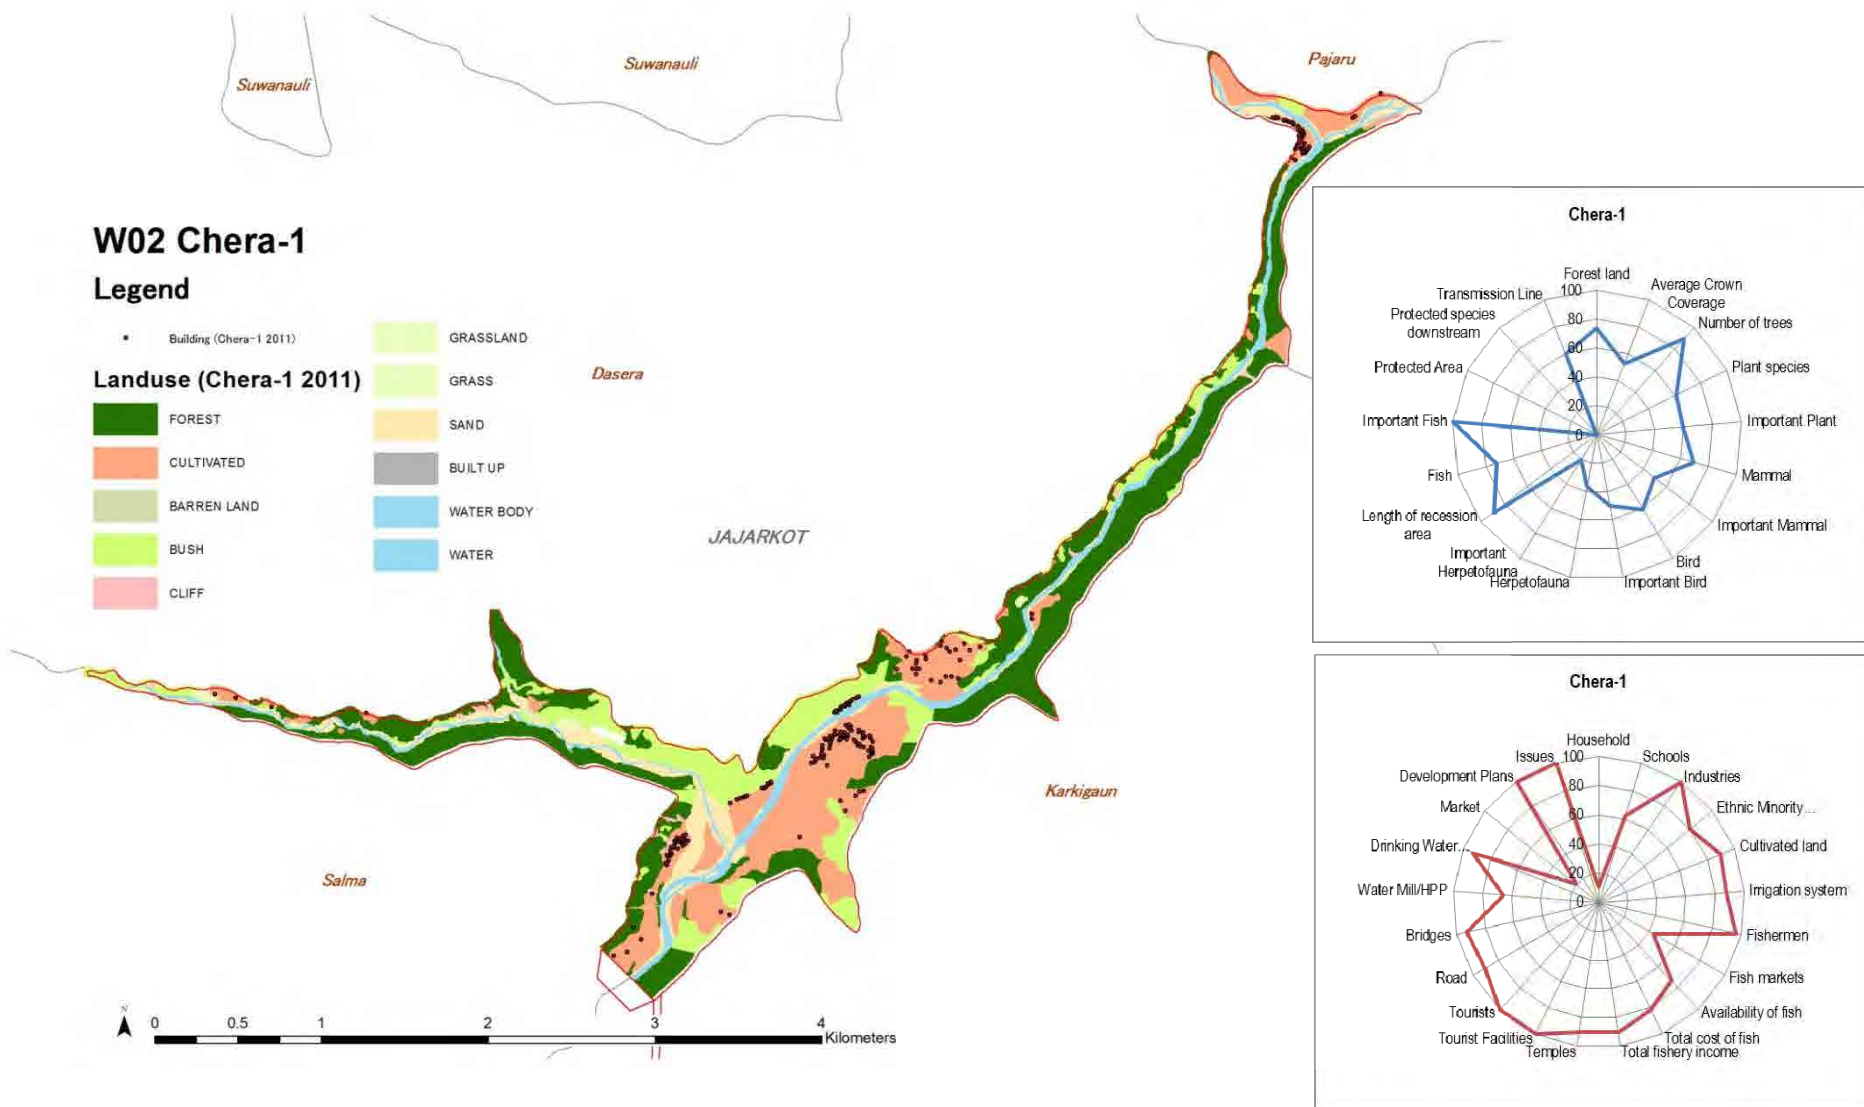 Suwanauli
Suwanauli
Pajaru
W02 Chera-1
Legend
Building (Chera-1 2011)
Landuse (Chera-1 2011)
FOREST
CULTIVATED
BARREN LAND
BUSH
CLIFF
GRASSLAND
GRASS
SAND
BUILT UP
WATER BODY
WATER
Dasera
JAJARKOT
Karkigaun
Salma
N
0 0.5 1 2 3 4
Kilometers
Chera-1
Forest land
Average Crown
Coverage
Number of trees
Plant species
Important Plant
Mammal
Important Mammal
Bird
Important Bird
Herpetofauna
Important
Herpetofauna
Length of recession
area
Fish
Important Fish
Protected Area
Protected species
downstream
Transmission Line
100
80
60
40
20
0
Chera-1
Household
Schools
Industries
Ethnic Minority...
Cultivated land
Irrigation system
Fishermen
Fish markets
Availability of fish
Total cost of fish
Total fishery income
Temples
Tourist Facilities
Tourists
Road
Bridges
Water Mill/HPP
Drinking Water...
Market
Development Plans
Issues
100
80
60
40
20
0